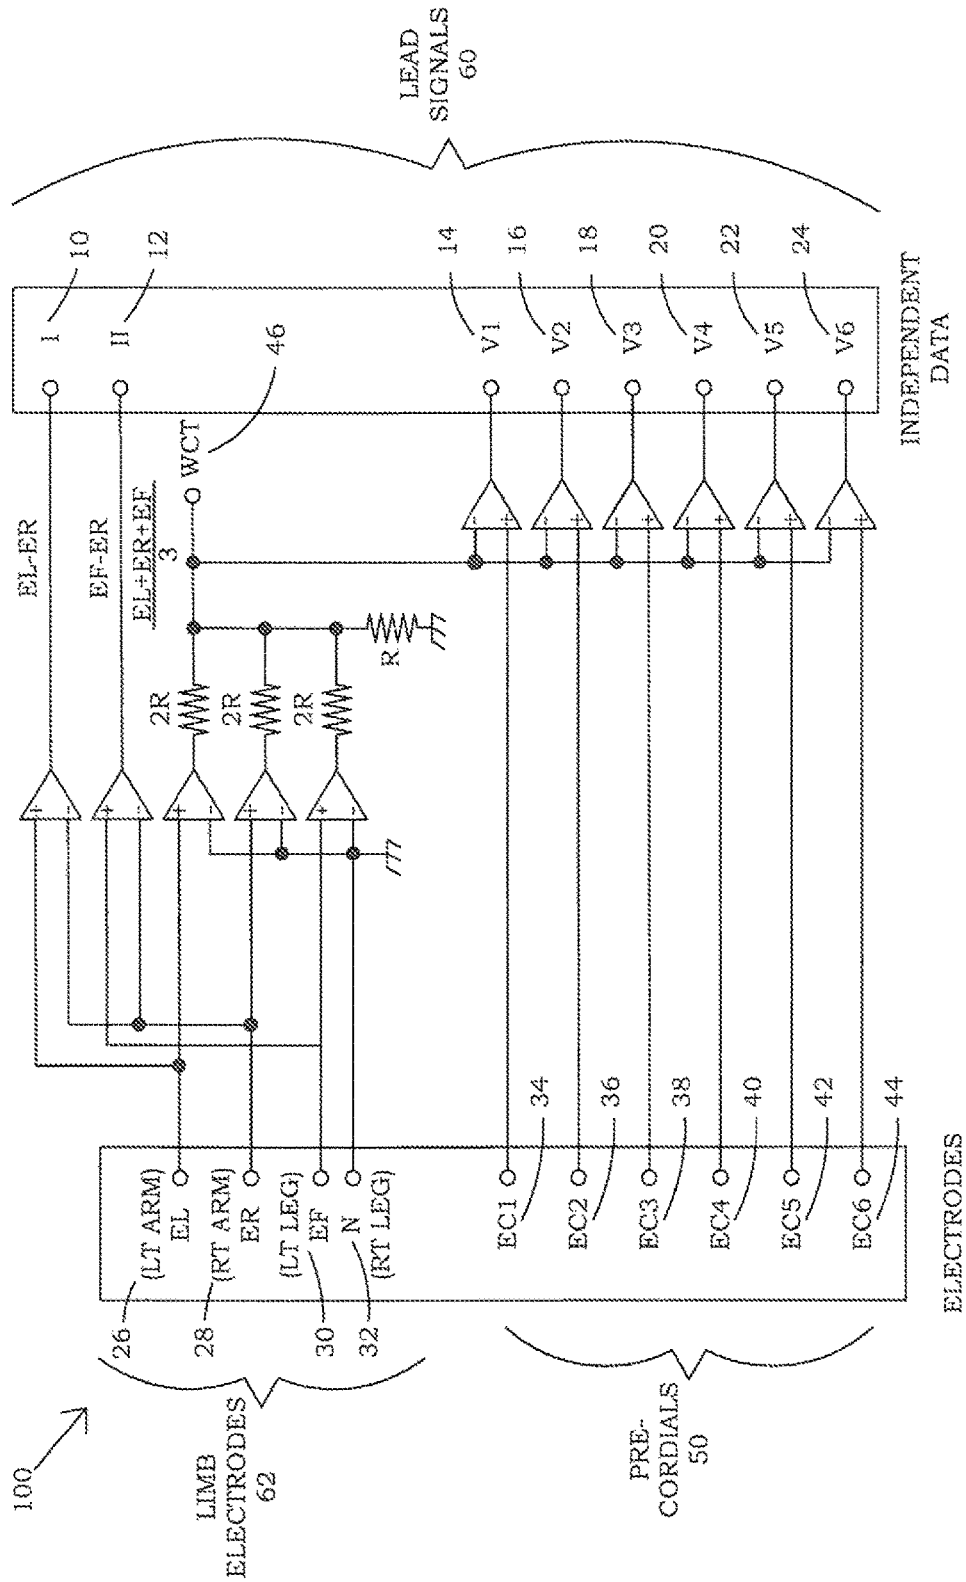 100
LIMB
ELECTRODES
62
PRE-
CORDIALS
50
26
28
30
32
(LT ARM)
EL
(RT ARM)
ER
(LT LEG)
EF
N
(RT LEG)
EC1
34
EC2
36
EC3
38
EC4
40
EC5
42
EC6
44
ELECTRODES
+
-
+
-
+
-
+
-
+
-
2R
2R
2R
R
EL-ER
EF-ER
EL+ER+EF
3
WCT
46
-
+
-
+
-
+
-
+
-
+
-
+
I
10
II
12
V1
14
V2
16
V3
18
V4
20
V5
22
V6
24
INDEPENDENT
DATA
LEAD
SIGNALS
60